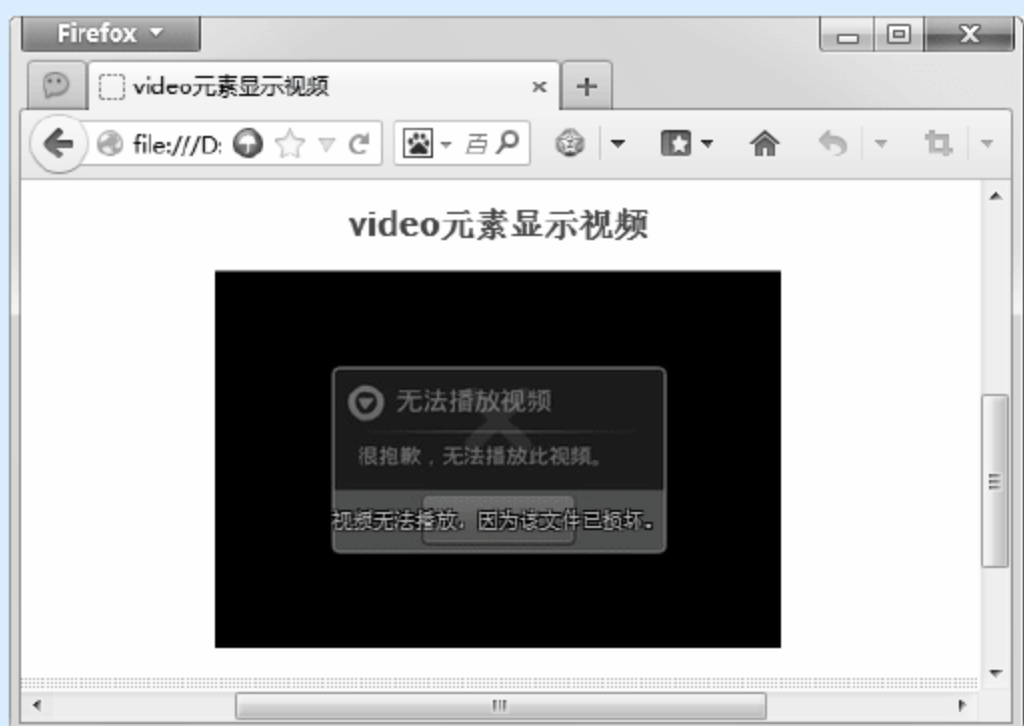 Firefox
video元素显示视频
file:///D:
百
video元素显示视频
无法播放视频
很抱歉，无法播放此视频。
视频无法播放，因为该文件已损坏。